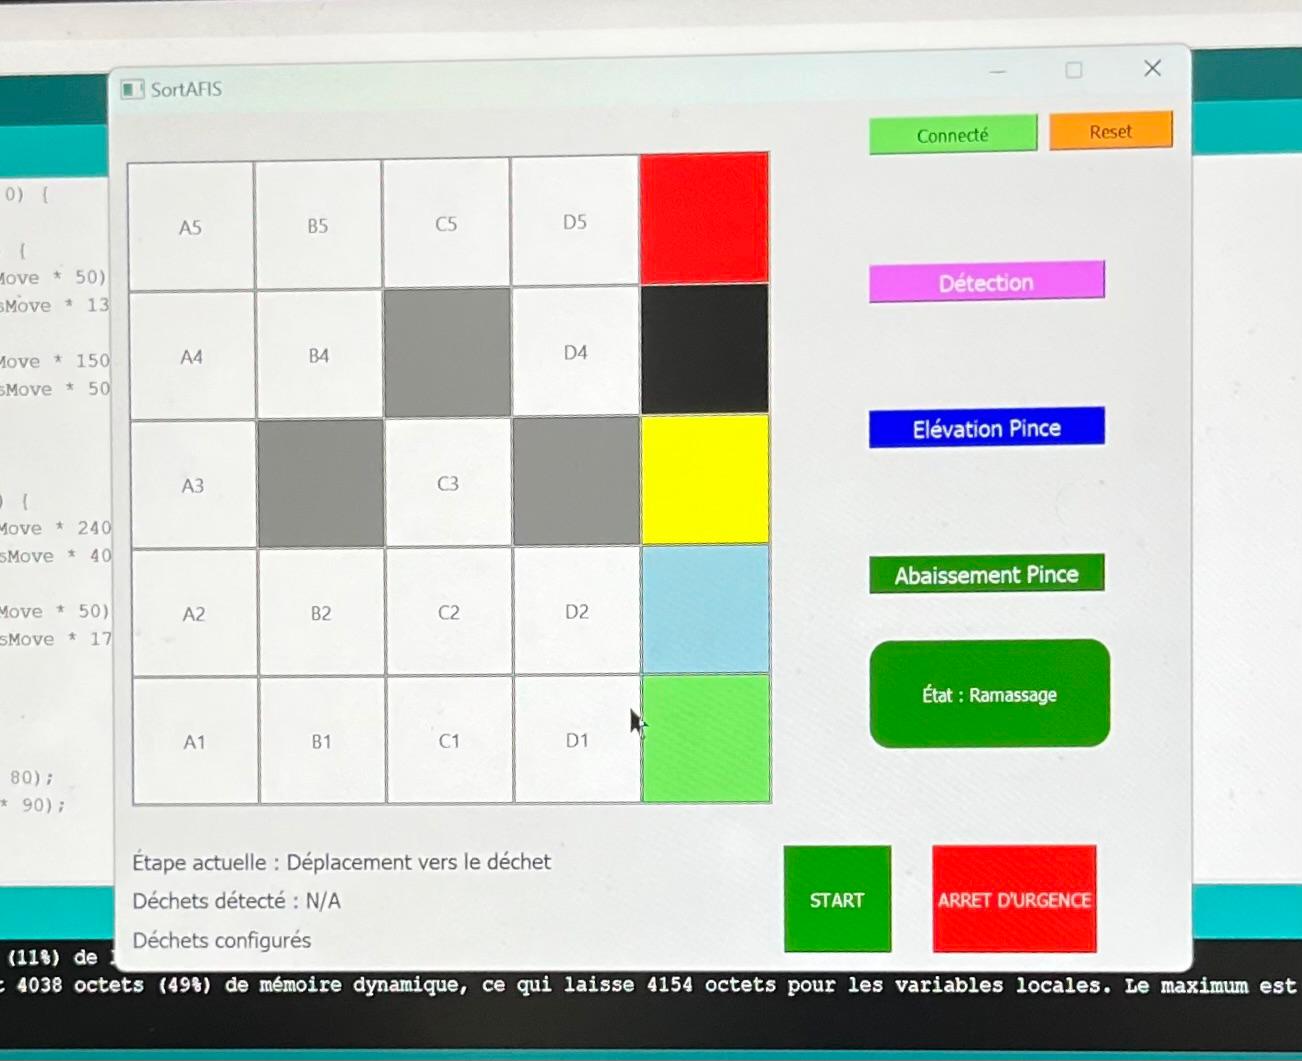 SortAFIS
Connecté
Reset
A5
B5
C5
D5
Détection
A4
B4
D4
Elévation Pince
A3
C3
Abaissement Pince
A2
B2
C2
D2
État : Ramassage
A1
B1
C1
D1
Étape actuelle : Déplacement vers le déchet
Déchets détecté : N/A
Déchets configurés
START
ARRET D'URGENCE
0) {
{
Move * 50)
sMove * 13
Move * 150
sMove * 50
) {
Move * 240
sMove * 40
Move * 50)
sMove * 17
80);
* 90);
(11%) de
4038 octets (49%) de mémoire dynamique, ce qui laisse 4154 octets pour les variables locales. Le maximum est